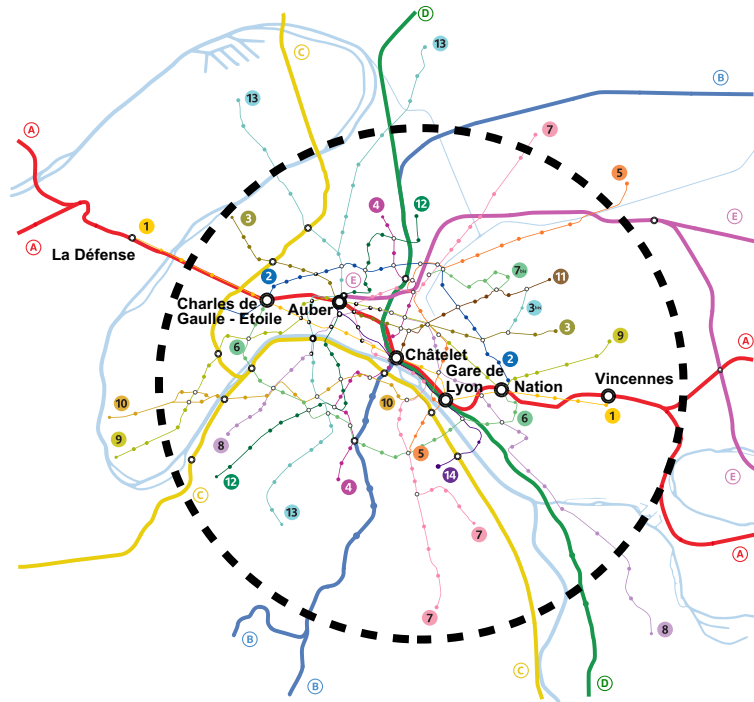 D
C
13
B
13
A
7
5
3
4
12
1
E
A
La Défense
2
E
7bis
11
Charles de
Gaulle - Etoile
Auber
3bis
3
6
9
Châtelet
2
A
Gare de
Lyon
Nation
Vincennes
10
10
1
6
9
8
5
12
4
14
E
C
13
7
A
7
8
B
C
D
B